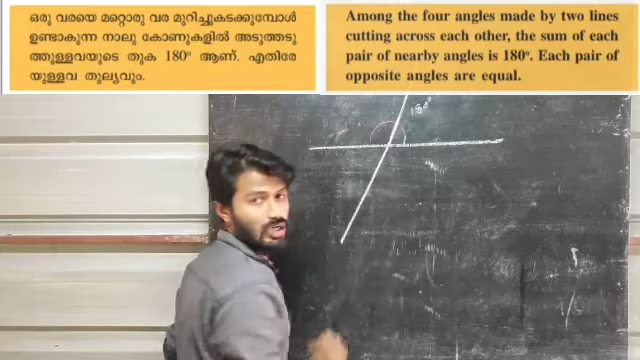 ഒരു വരയെ മറ്റൊരു വര മുറിച്ചുകടക്കുമ്പോൾ
ഉണ്ടാകുന്ന നാലു കോണുകളിൽ അടുത്തടു
ത്തുള്ളവയുടെ തുക 180° ആണ്. എതിരേ
യുള്ളവ തുല്യവും.
Among the four angles made by two lines
cutting across each other, the sum of each
pair of nearby angles is 180°. Each pair of
opposite angles are equal.
180°